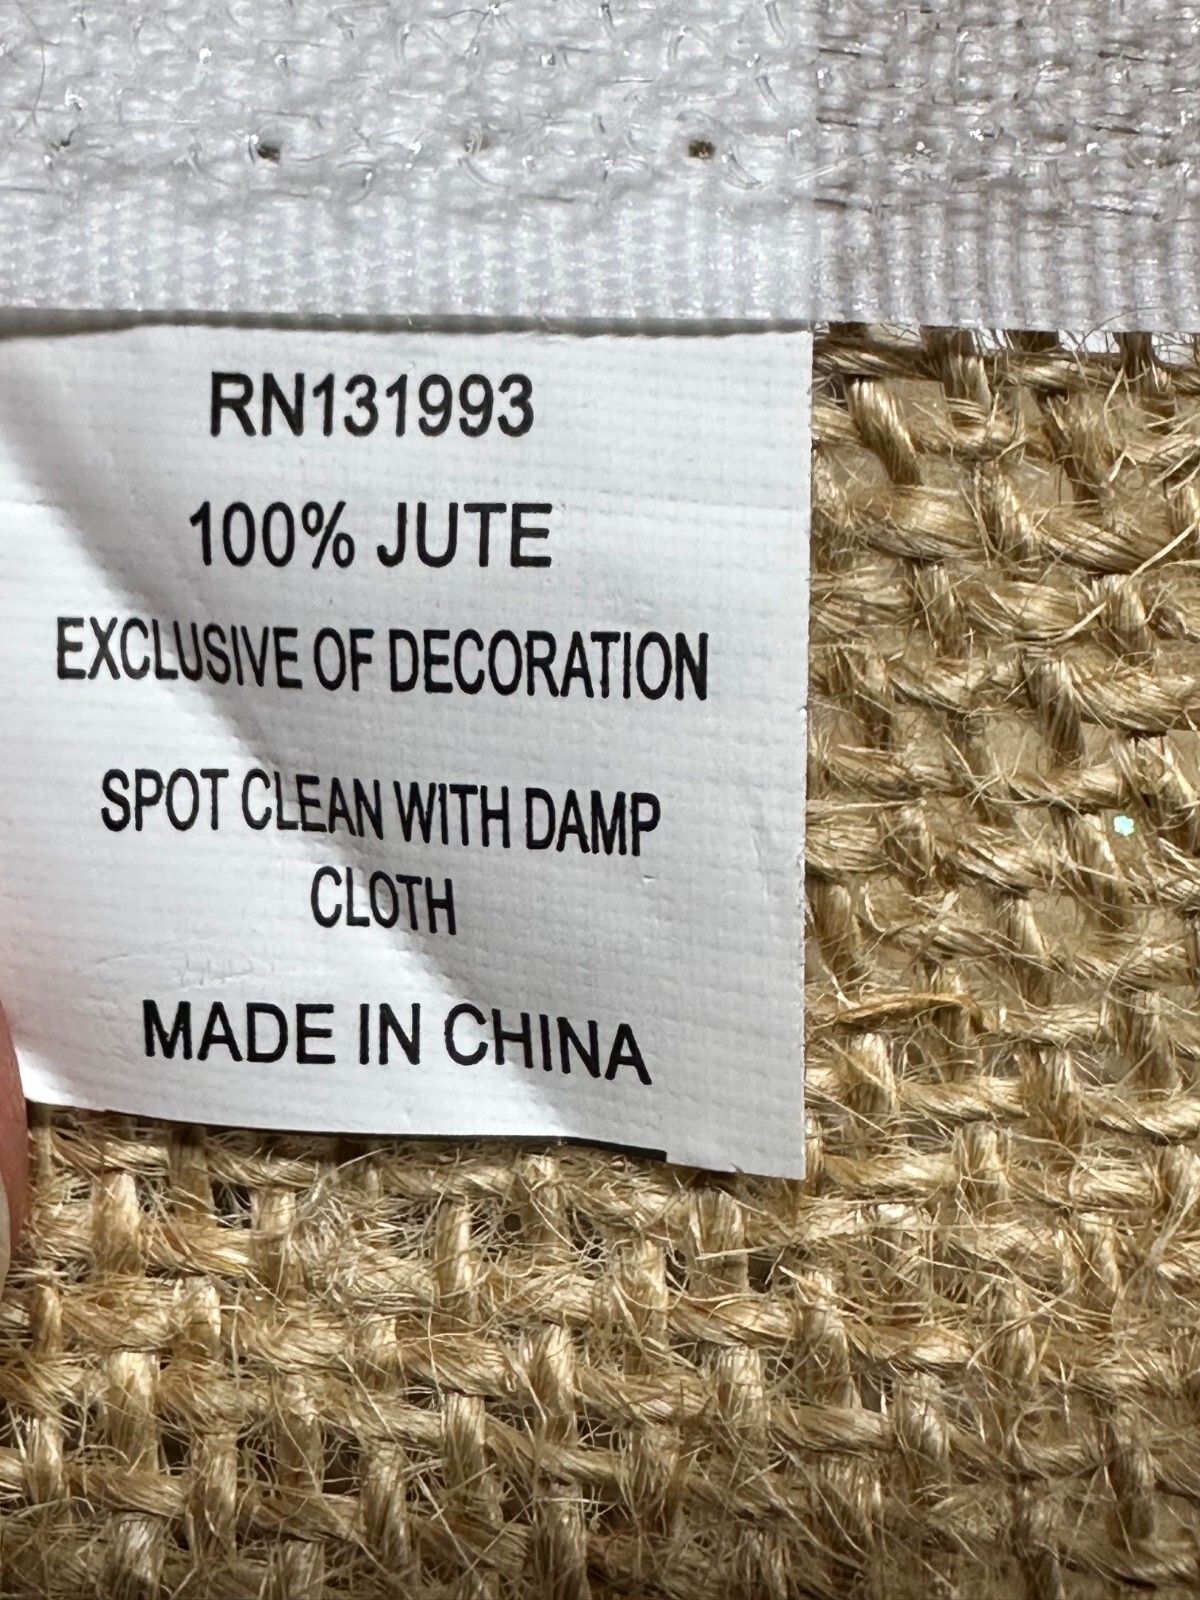 RN131993
100% JUTE
EXCLUSIVE OF DECORATION
SPOT CLEAN WITH DAMP
CLOTH
MADE IN CHINA